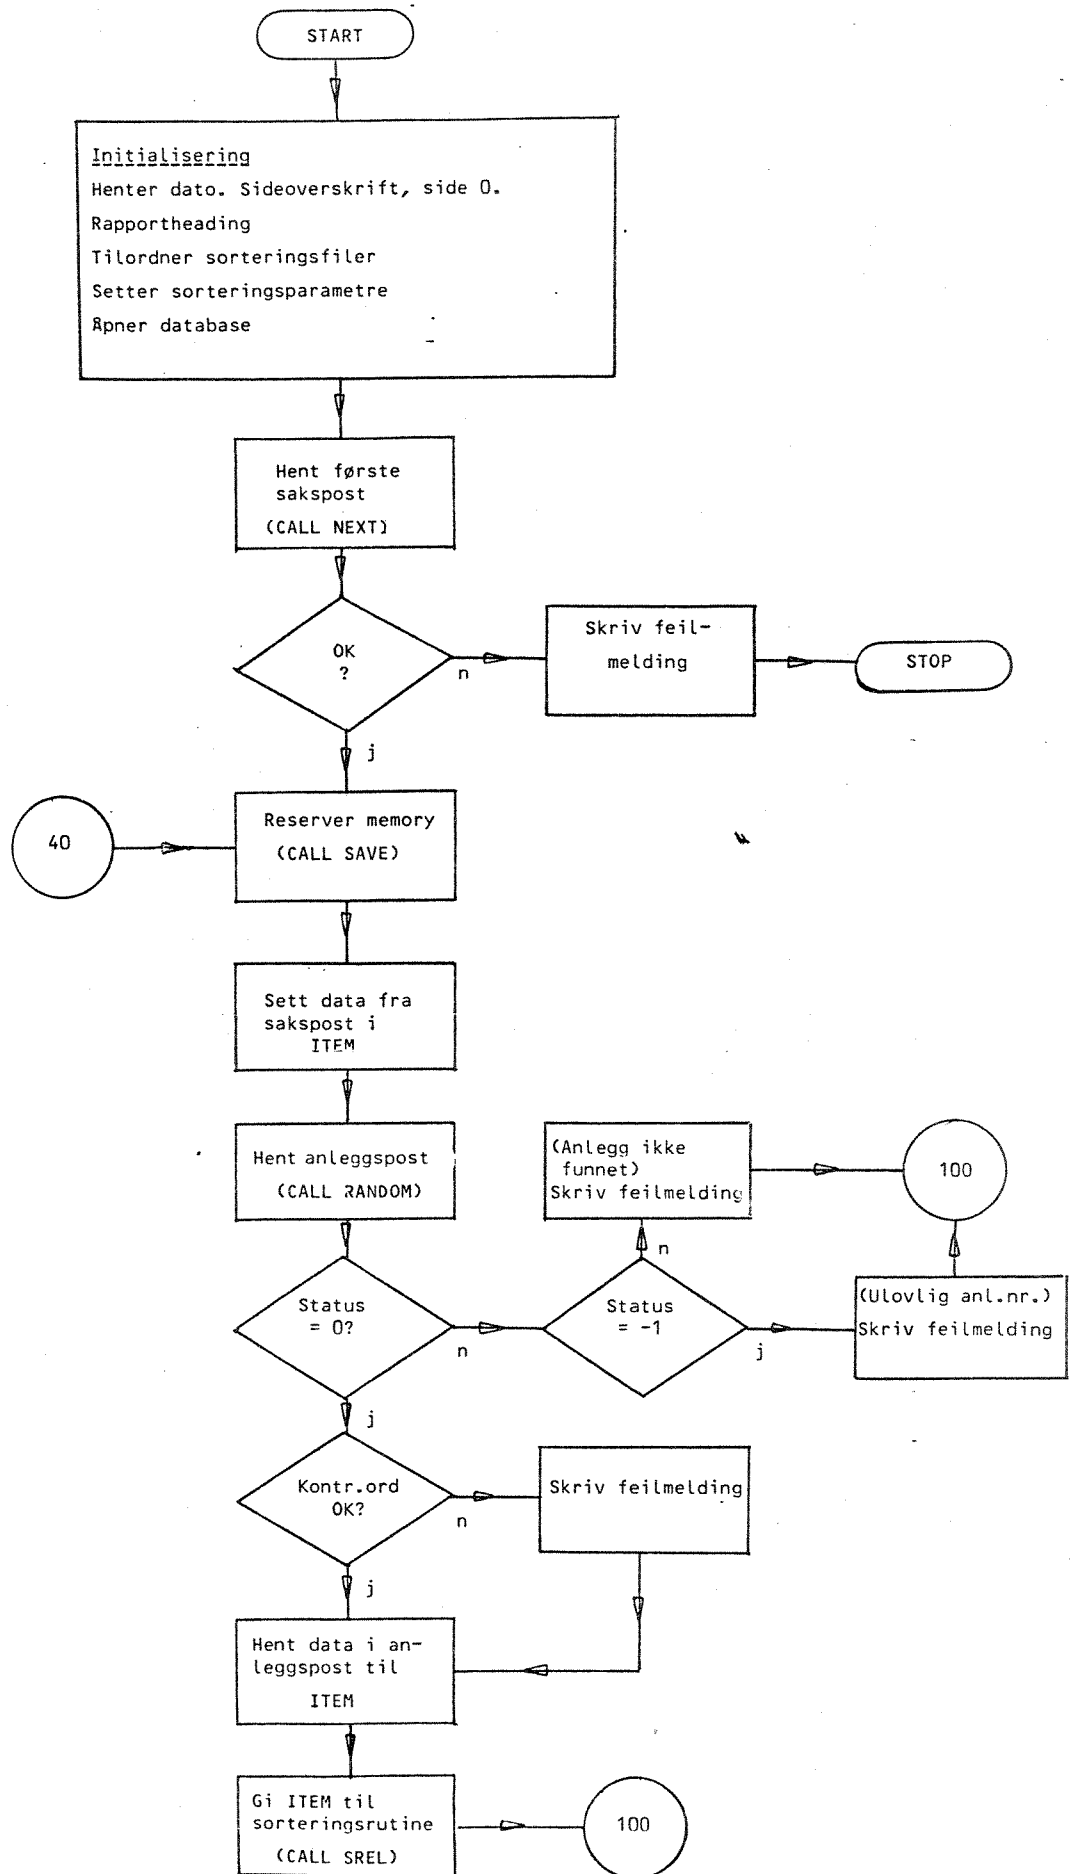 START
Initialisering
Henter dato. Sideoverskrift, side 0.
Rapportheading
Tilordner sorteringsfiler
Setter sorteringsparametre
Åpner database
Hent første
sakspost
(CALL NEXT)
OK
?
n
Skriv feil-
melding
STOP
j
40
Reserver memory
(CALL SAVE)
Sett data fra
sakspost i
ITEM
Hent anleggspost
(CALL RANDOM)
(Anlegg ikke
funnet)
Skriv feilmelding
100
n
Status
= 0?
n
Status
= -1
j
(Ulovlig anl.nr.)
Skriv feilmelding
j
Kontr.ord
OK?
n
Skriv feilmelding
j
Hent data i an-
leggspost til
ITEM
Gi ITEM til
sorteringsrutine
(CALL SREL)
100